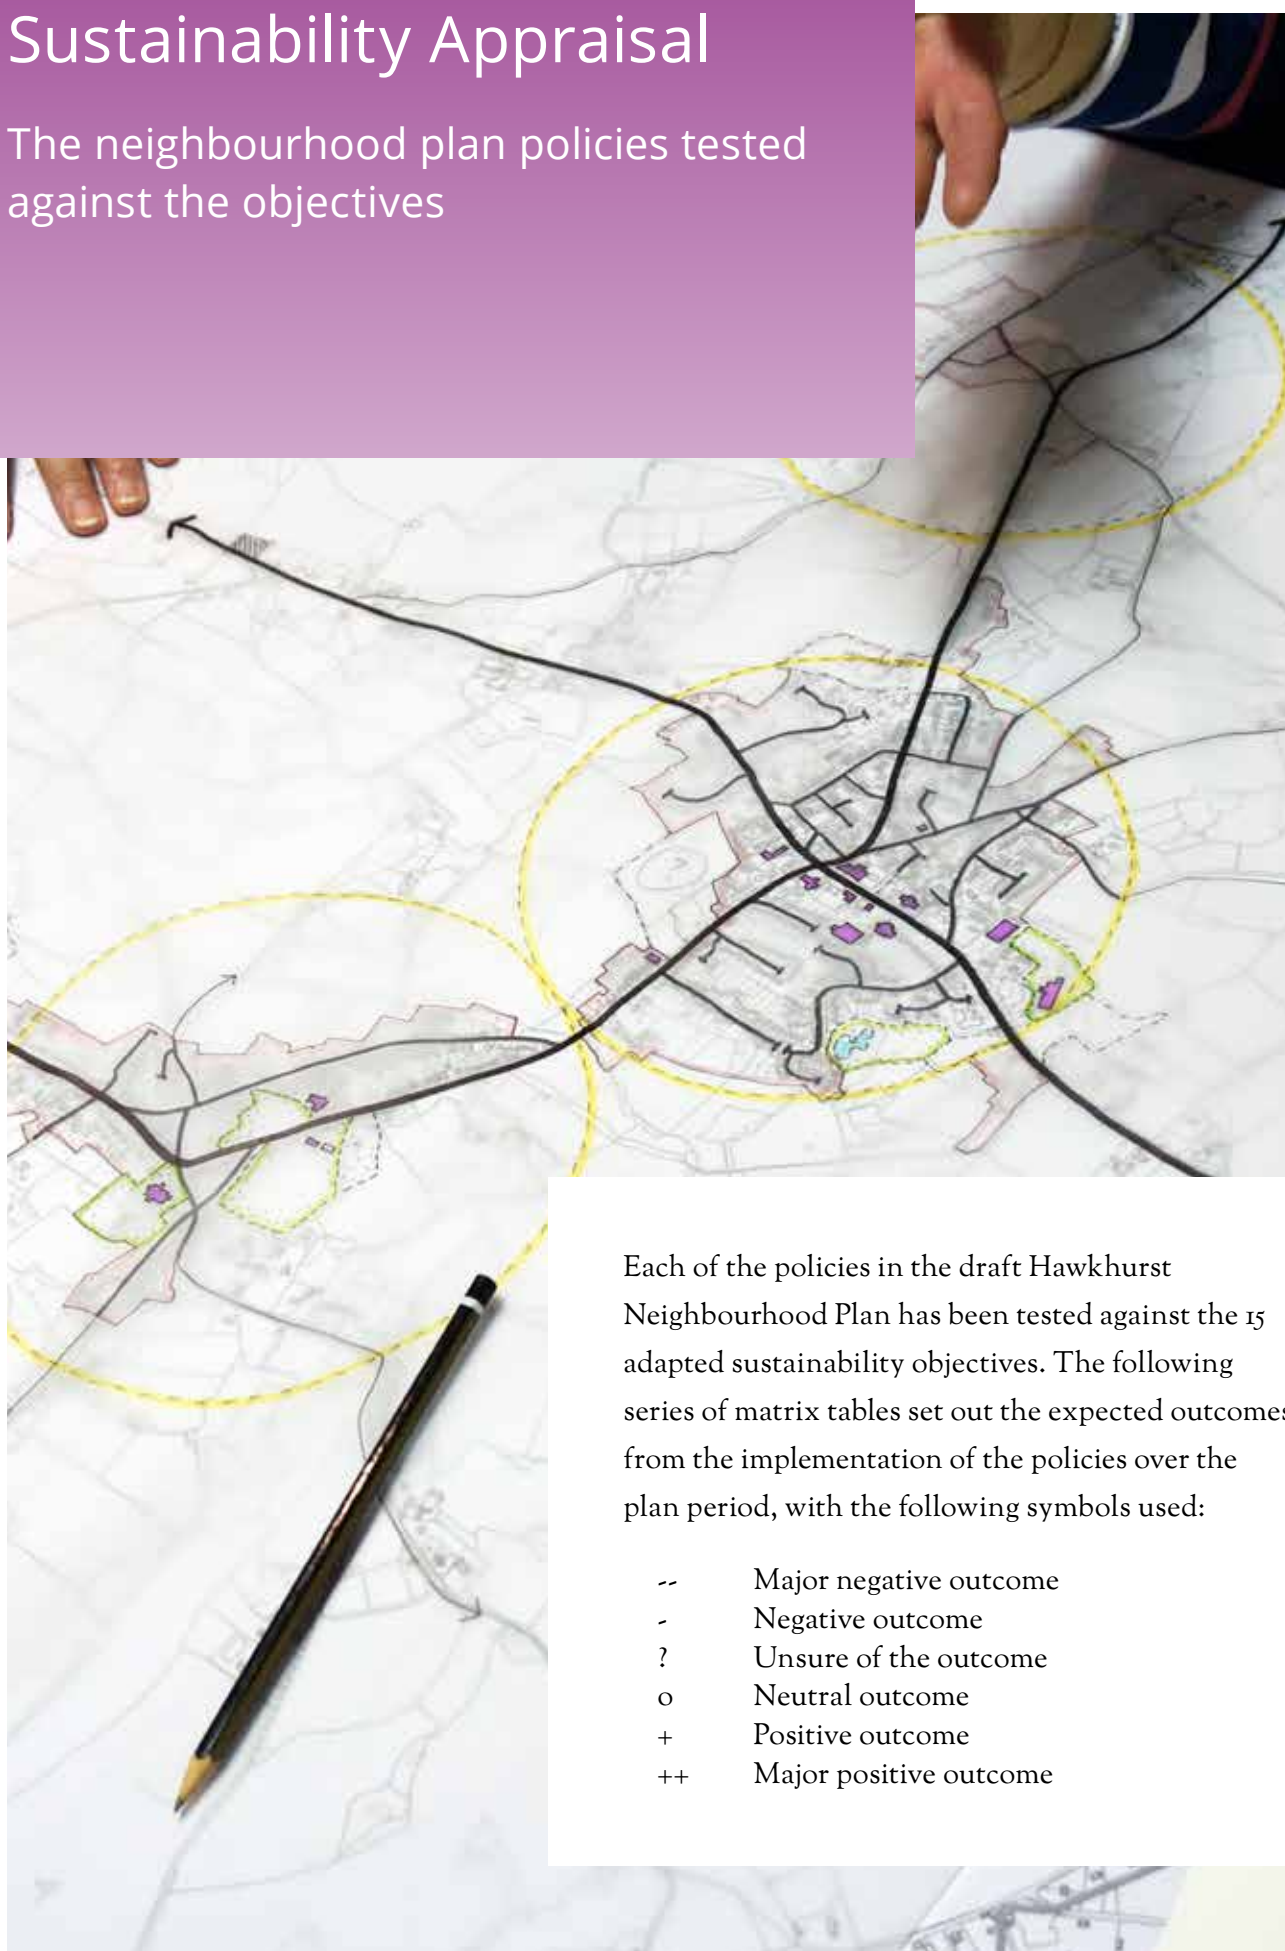 Sustainability Appraisal
The neighbourhood plan policies tested
against the objectives
Each of the policies in the draft Hawkhurst
Neighbourhood Plan has been tested against the 15
adapted sustainability objectives. The following
series of matrix tables set out the expected outcomes
from the implementation of the policies over the
plan period, with the following symbols used:
-- Major negative outcome
- Negative outcome
? Unsure of the outcome
o Neutral outcome
+ Positive outcome
++ Major positive outcome